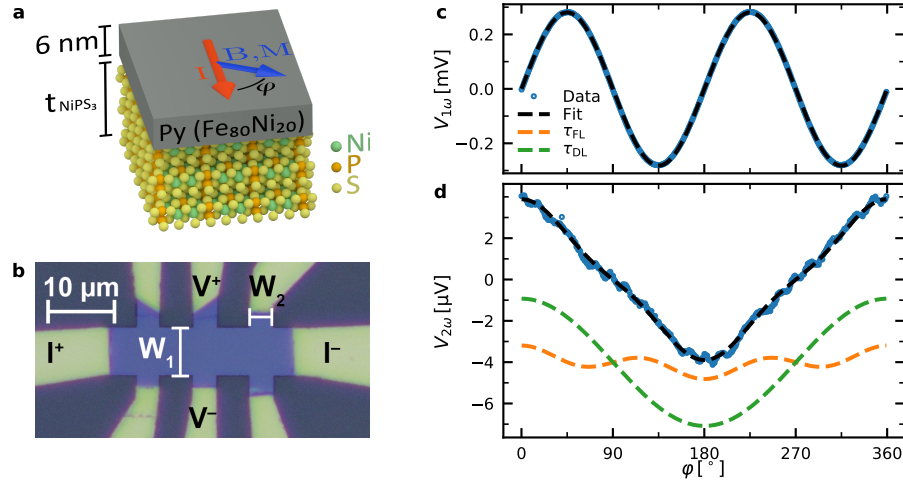 a
6 nm
t NiPS₃
I
B,M
φ
Py (Fe₈₀Ni₂₀)
Ni
P
S
b
10 µm
V⁺
W₂
I⁺
W₁
I⁻
V⁻
c
V₁ω [mV]
0.2
0.0
−0.2
Data
Fit
τFL
τDL
d
V₂ω [µV]
4
2
0
−2
−4
−6
0
90
180
270
360
φ [°]